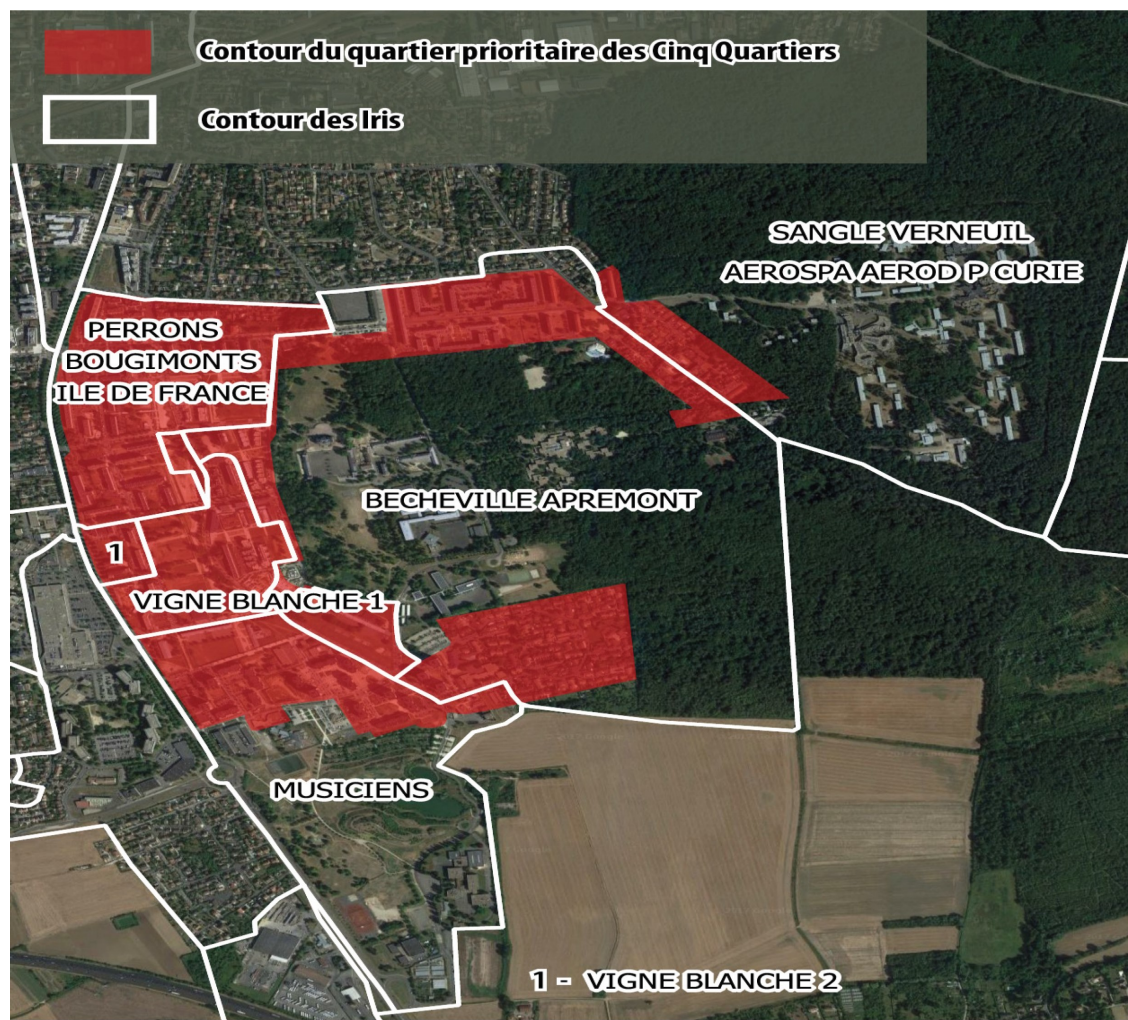 Contour du quartier prioritaire des Cinq Quartiers
Contour des Iris
SANGLE VERNEUIL
AEROSPA AEROD P CURIE
PERRONS
BOUGIMONTS
ILE DE FRANCE
BECHEVILLE APREMONT
1
VIGNE BLANCHE 1
MUSICIENS
1 - VIGNE BLANCHE 2